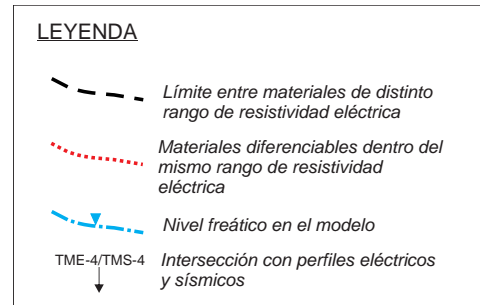 LEYENDA
Límite entre materiales de distinto
rango de resistividad eléctrica
Materiales diferenciables dentro del
mismo rango de resistividad
eléctrica
Nivel freático en el modelo
TME-4/TMS-4 Intersección con perfiles eléctricos
y sísmicos